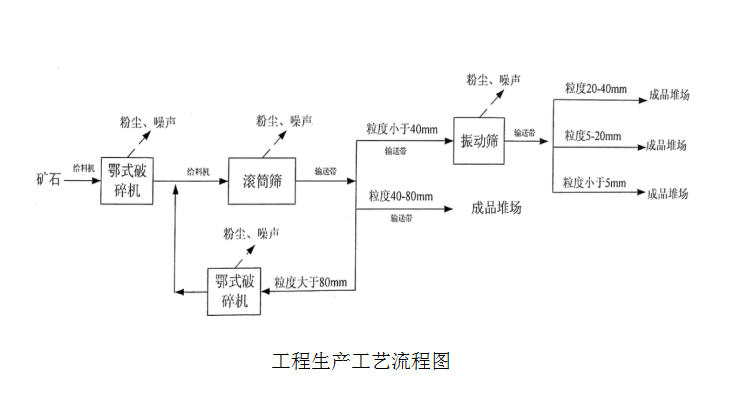 粉尘、噪声
粒度20-40mm
成品堆场
粉尘、噪声
粉尘、噪声
粒度小于40mm
输送带
振动筛
输送带
粒度5-20mm
成品堆场
矿石
给料机
鄂式破
碎机
给料机
滚筒筛
输送带
粒度小于5mm
成品堆场
粒度40-80mm
输送带
成品堆场
粉尘、噪声
鄂式破
碎机
粒度大于80mm
工程生产工艺流程图